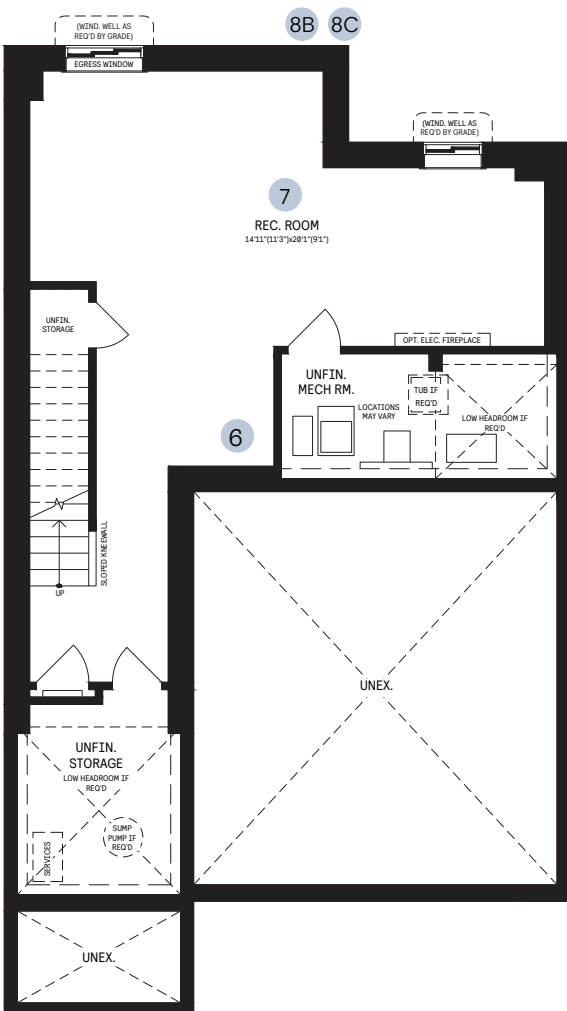 8B 8C
(WIND. WELL AS
REQ'D BY GRADE)
EGRESS WINDOW
(WIND. WELL AS
REQ'D BY GRADE)
7
REC. ROOM
14'11"(11'3")x20'1"(9'1")
UNFIN.
STORAGE
OPT. ELEC. FIREPLACE
UNFIN.
MECH RM.
TUB IF
REQ'D
LOCATIONS
MAY VARY
LOW HEADROOM IF
REQ'D
6
SLOPED KNEEWALL
UP
UNEX.
UNFIN.
STORAGE
LOW HEADROOM IF
REQ'D
SUMP
PUMP IF
REQ'D
SERVICES
UNEX.